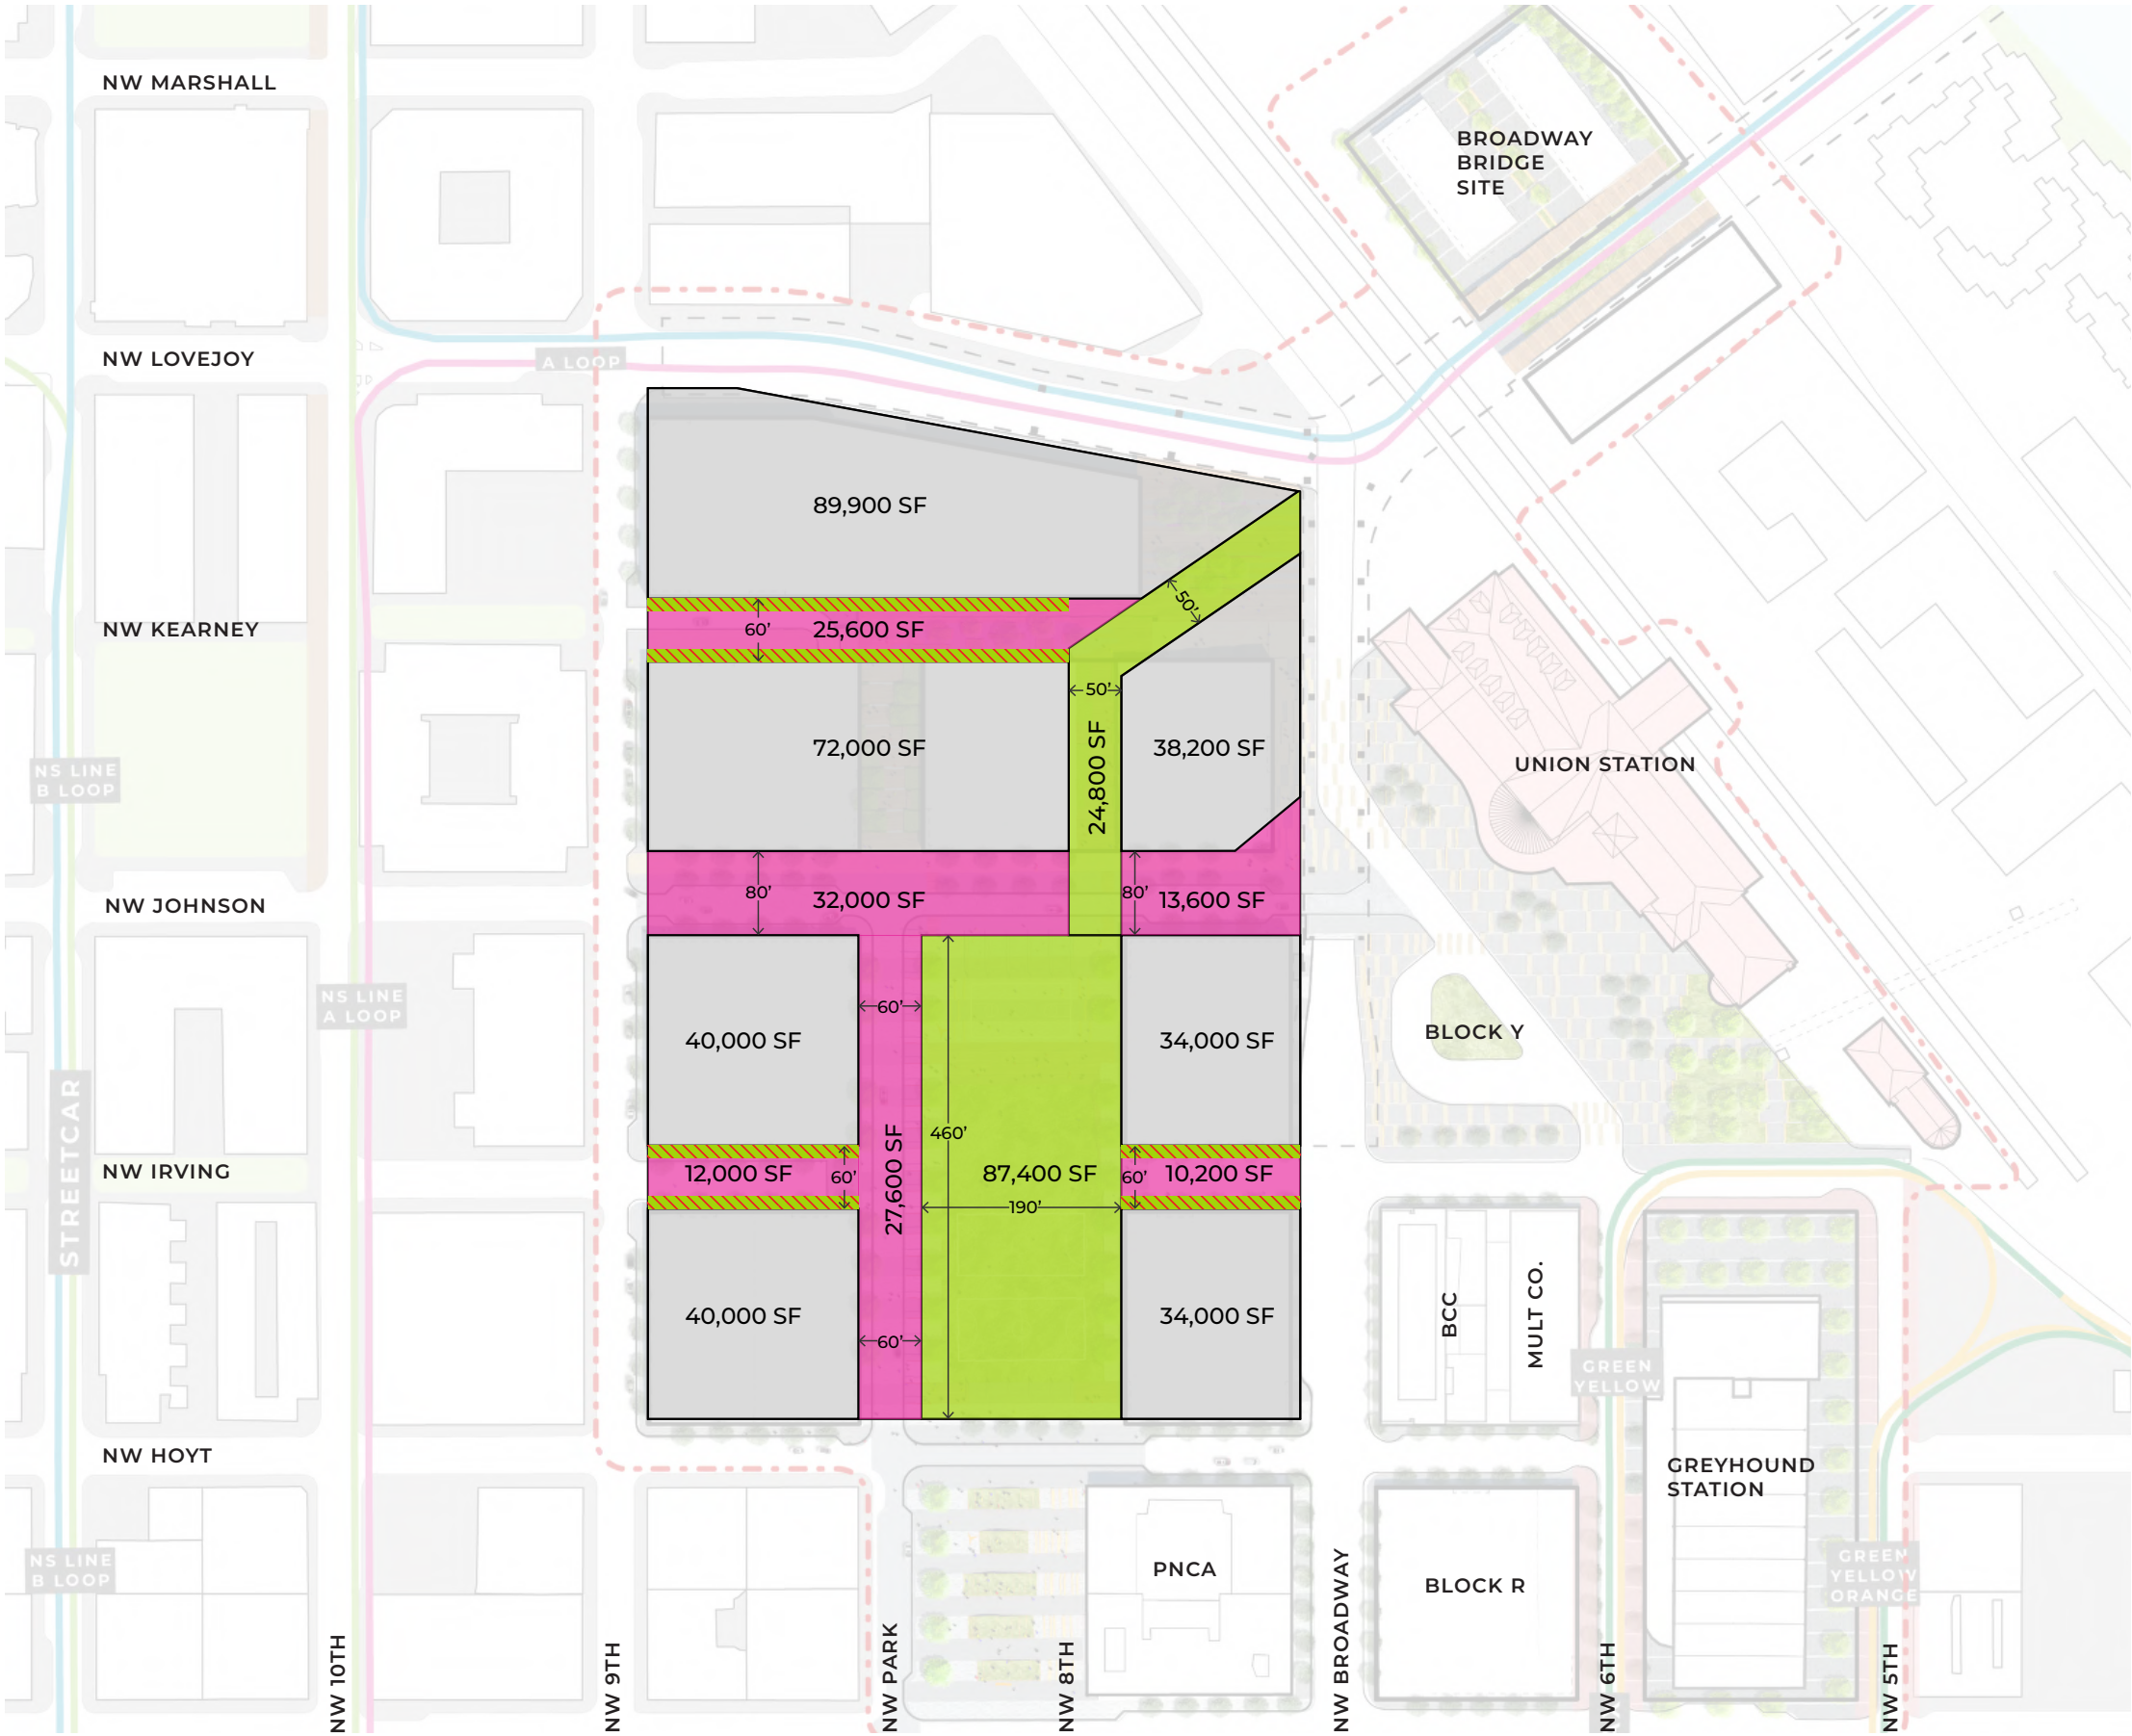 NW MARSHALL
BROADWAY
BRIDGE
SITE
NW LOVEJOY
A LOOP
89,900 SF
NW KEARNEY
60'
25,600 SF
50'
50'
72,000 SF
24,800 SF
38,200 SF
UNION STATION
NS LINE
B LOOP
NW JOHNSON
80'
32,000 SF
80'
13,600 SF
NS LINE
A LOOP
60'
40,000 SF
34,000 SF
BLOCK Y
STREETCAR
460'
NW IRVING
12,000 SF
60'
27,600 SF
87,400 SF
60'
10,200 SF
190'
40,000 SF
60'
34,000 SF
BCC
MULT CO.
GREEN
YELLOW
NW HOYT
GREYHOUND
STATION
NS LINE
B LOOP
PNCA
BLOCK R
GREEN
YELLOW
ORANGE
NW 10TH
NW 9TH
NW PARK
NW 8TH
NW BROADWAY
NW 6TH
NW 5TH